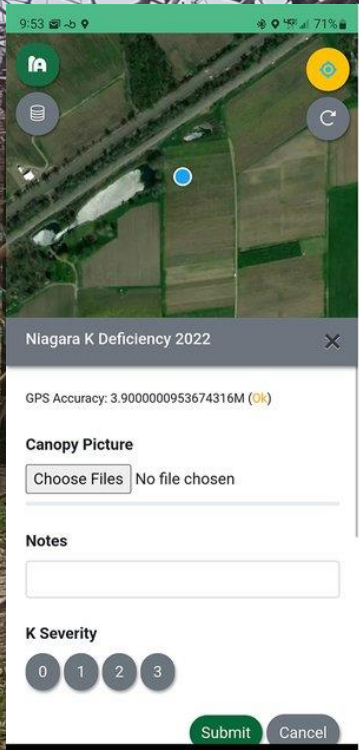 9:53
71%
Niagara K Deficiency 2022
GPS Accuracy: 3.9000000953674316M (Ok)
Canopy Picture
Choose Files No file chosen
Notes
K Severity
0 1 2 3
Submit Cancel